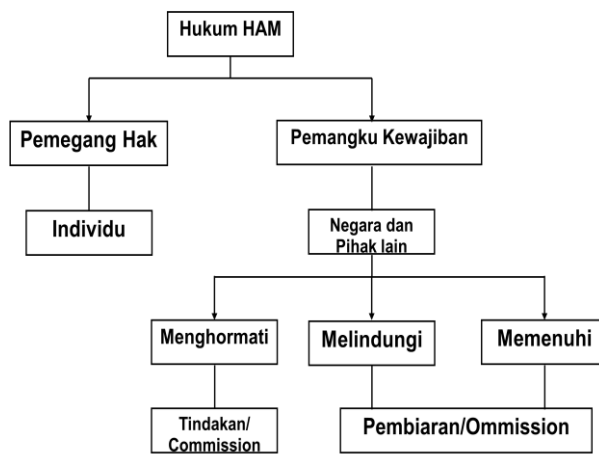 Hukum HAM
Pemegang Hak
Pemangku Kewajiban
Individu
Negara dan
Pihak lain
Menghormati
Melindungi
Memenuhi
Tindakan/
Commission
Pembiaran/Ommission